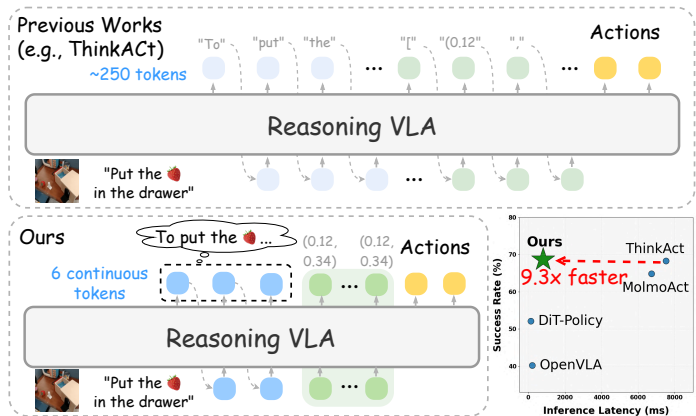 Previous Works
(e.g., ThinkACt)
~250 tokens
"To"
"put"
"the"
...
"["
"(0.12"
","
...
Actions
Reasoning VLA
"Put the
in the drawer"
...
Ours
To put the ...
6 continuous
tokens
(0.12,
0.34)
(0.12,
0.34)
Actions
...
Reasoning VLA
"Put the
in the drawer"
...
Success Rate (%)
80
70
60
50
40
Ours
ThinkAct
9.3x faster
MolmoAct
DiT-Policy
OpenVLA
0
2000
4000
6000
8000
Inference Latency (ms)